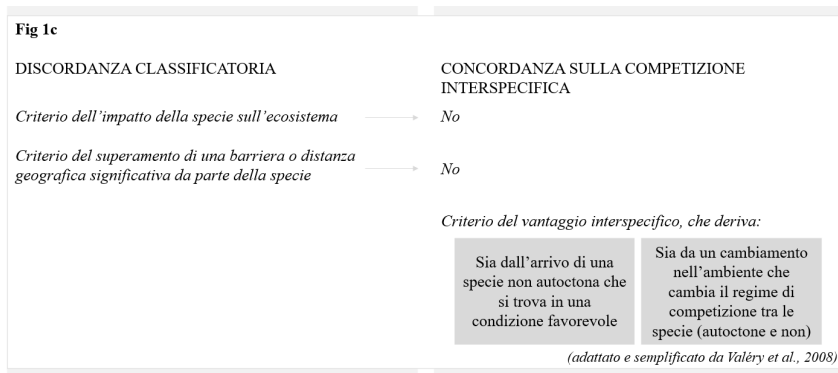 Fig 1c
DISCORDANZA CLASSIFICATORIA
CONCORDANZA SULLA COMPETIZIONE
INTERSPECIFICA
Criterio dell’impatto della specie sull’ecosistema
No
Criterio del superamento di una barriera o distanza
geografica significativa da parte della specie
No
Criterio del vantaggio interspecifico, che deriva:
Sia dall’arrivo di una
specie non autoctona che
si trova in una
condizione favorevole
Sia da un cambiamento
nell’ambiente che
cambia il regime di
competizione tra le
specie (autoctone e non)
(adattato e semplificato da Valéry et al., 2008)